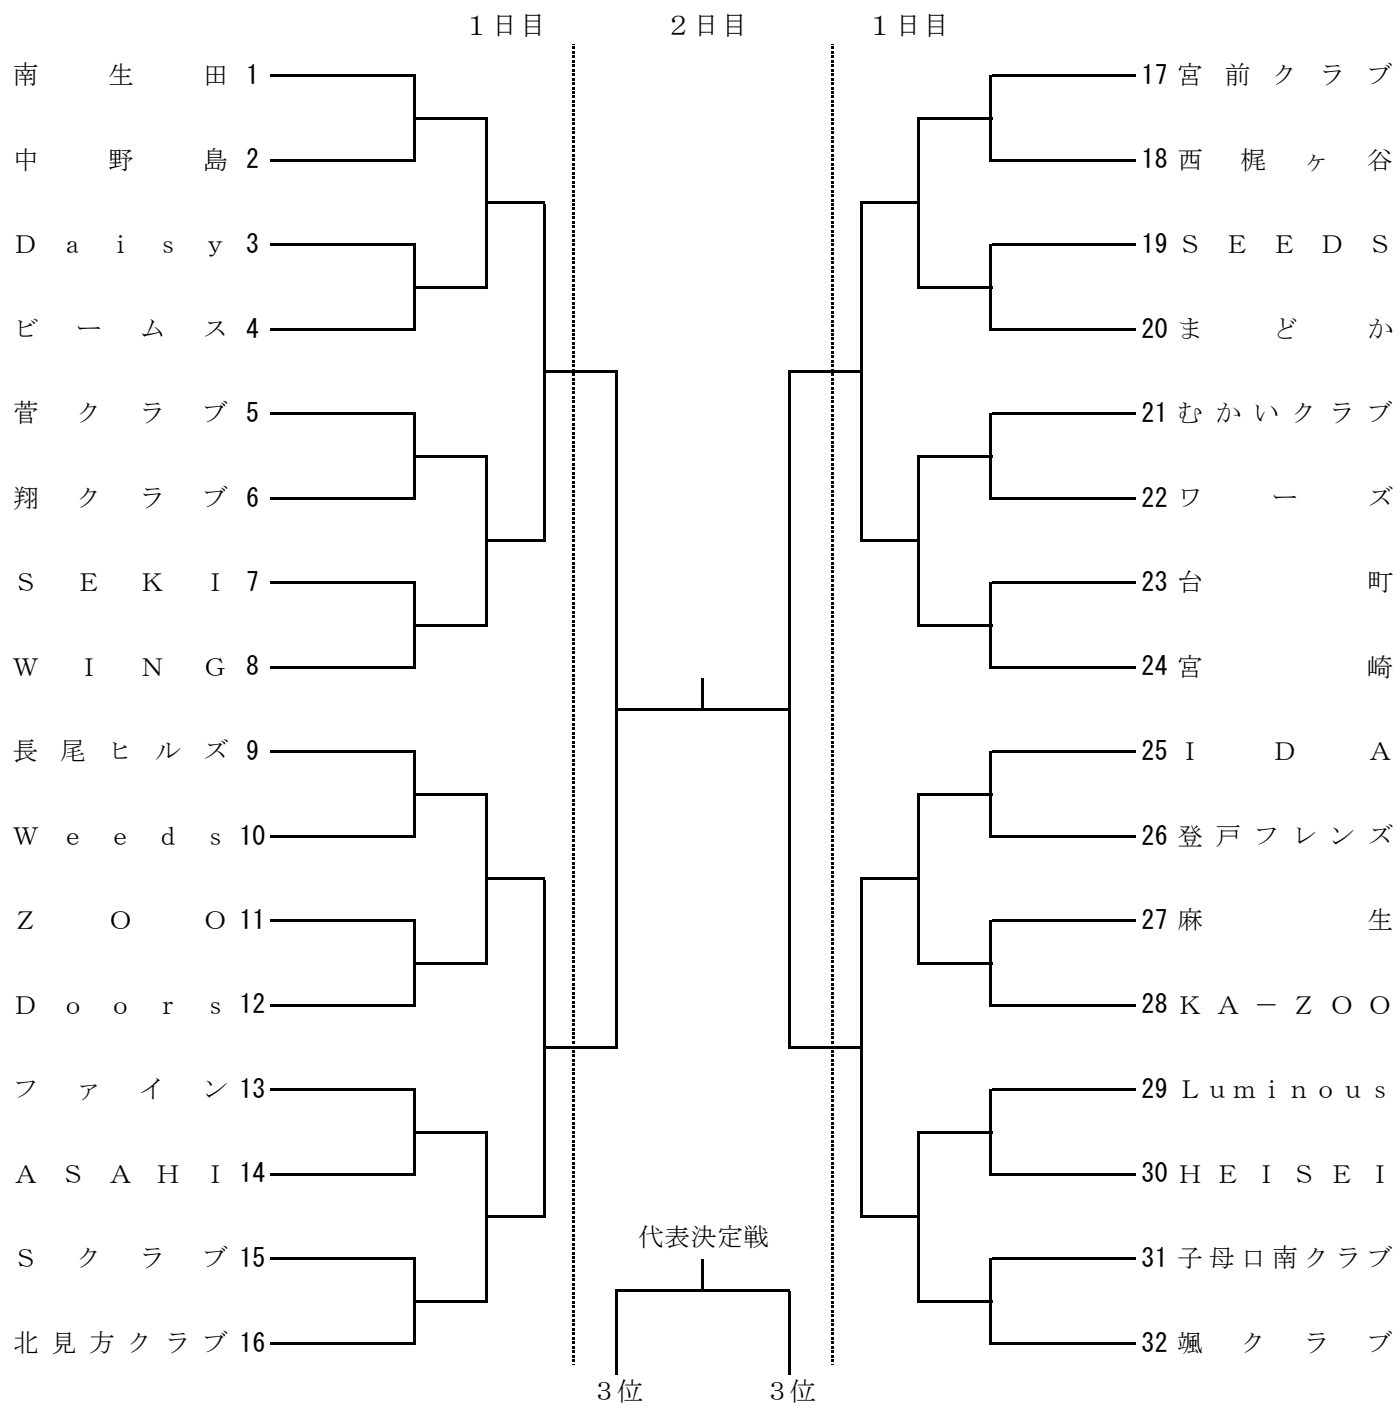 １日目 ２日目 １日目
南生田 1
中野島 2
Ｄａｉｓｙ 3
ビームス 4
菅クラブ 5
翔クラブ 6
ＳＥＫＩ 7
ＷＩＮＧ 8
長尾ヒルズ 9
Ｗｅｅｄｓ 10
ＺＯＯ 11
Ｄｏｏｒｓ 12
ファイン 13
ＡＳＡＨＩ 14
Ｓクラブ 15
北見方クラブ 16
17 宮前クラブ
18 西梶ヶ谷
19 ＳＥＥＤＳ
20 まどか
21 むかいクラブ
22 ワーズ
23 台町
24 宮崎
25 ＩＤＡ
26 登戸フレンズ
27 麻生
28 ＫＡ－ＺＯＯ
29 Ｌｕｍｉｎｏｕｓ
30 ＨＥＩＳＥＩ
31 子母口南クラブ
32 颯クラブ
代表決定戦
３位 ３位